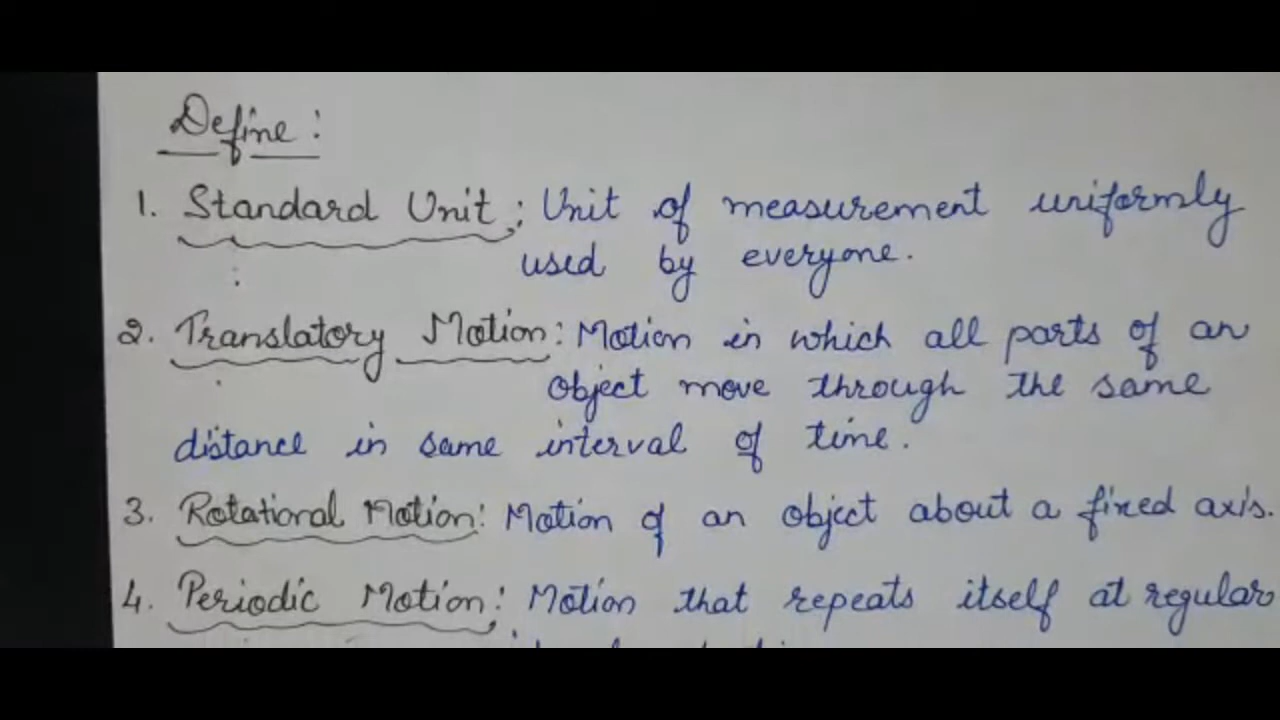 Define :
1. Standard Unit : Unit of measurement uniformly
used by everyone.
2. Translatory Motion : Motion in which all parts of an
object move through the same
distance in same interval of time.
3. Rotational Motion : Motion of an object about a fixed axis.
4. Periodic Motion : Motion that repeats itself at regular